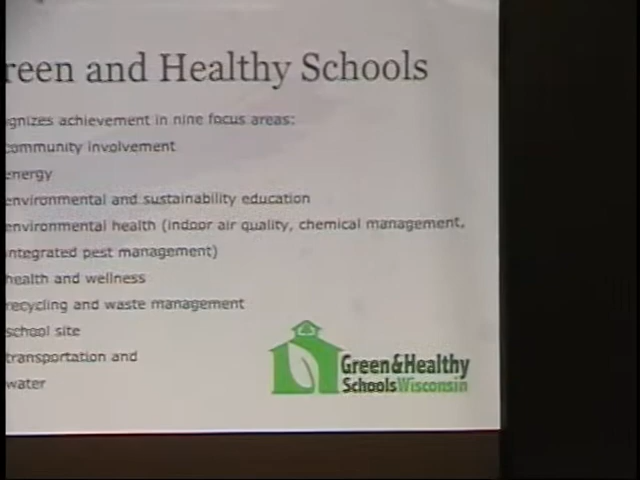 reen and Healthy Schools
gnizes achievement in nine focus areas:
community involvement
energy
environmental and sustainability education
environmental health (indoor air quality, chemical management,
integrated pest management)
health and wellness
recycling and waste management
school site
transportation and
water
Green&Healthy
Schools Wisconsin